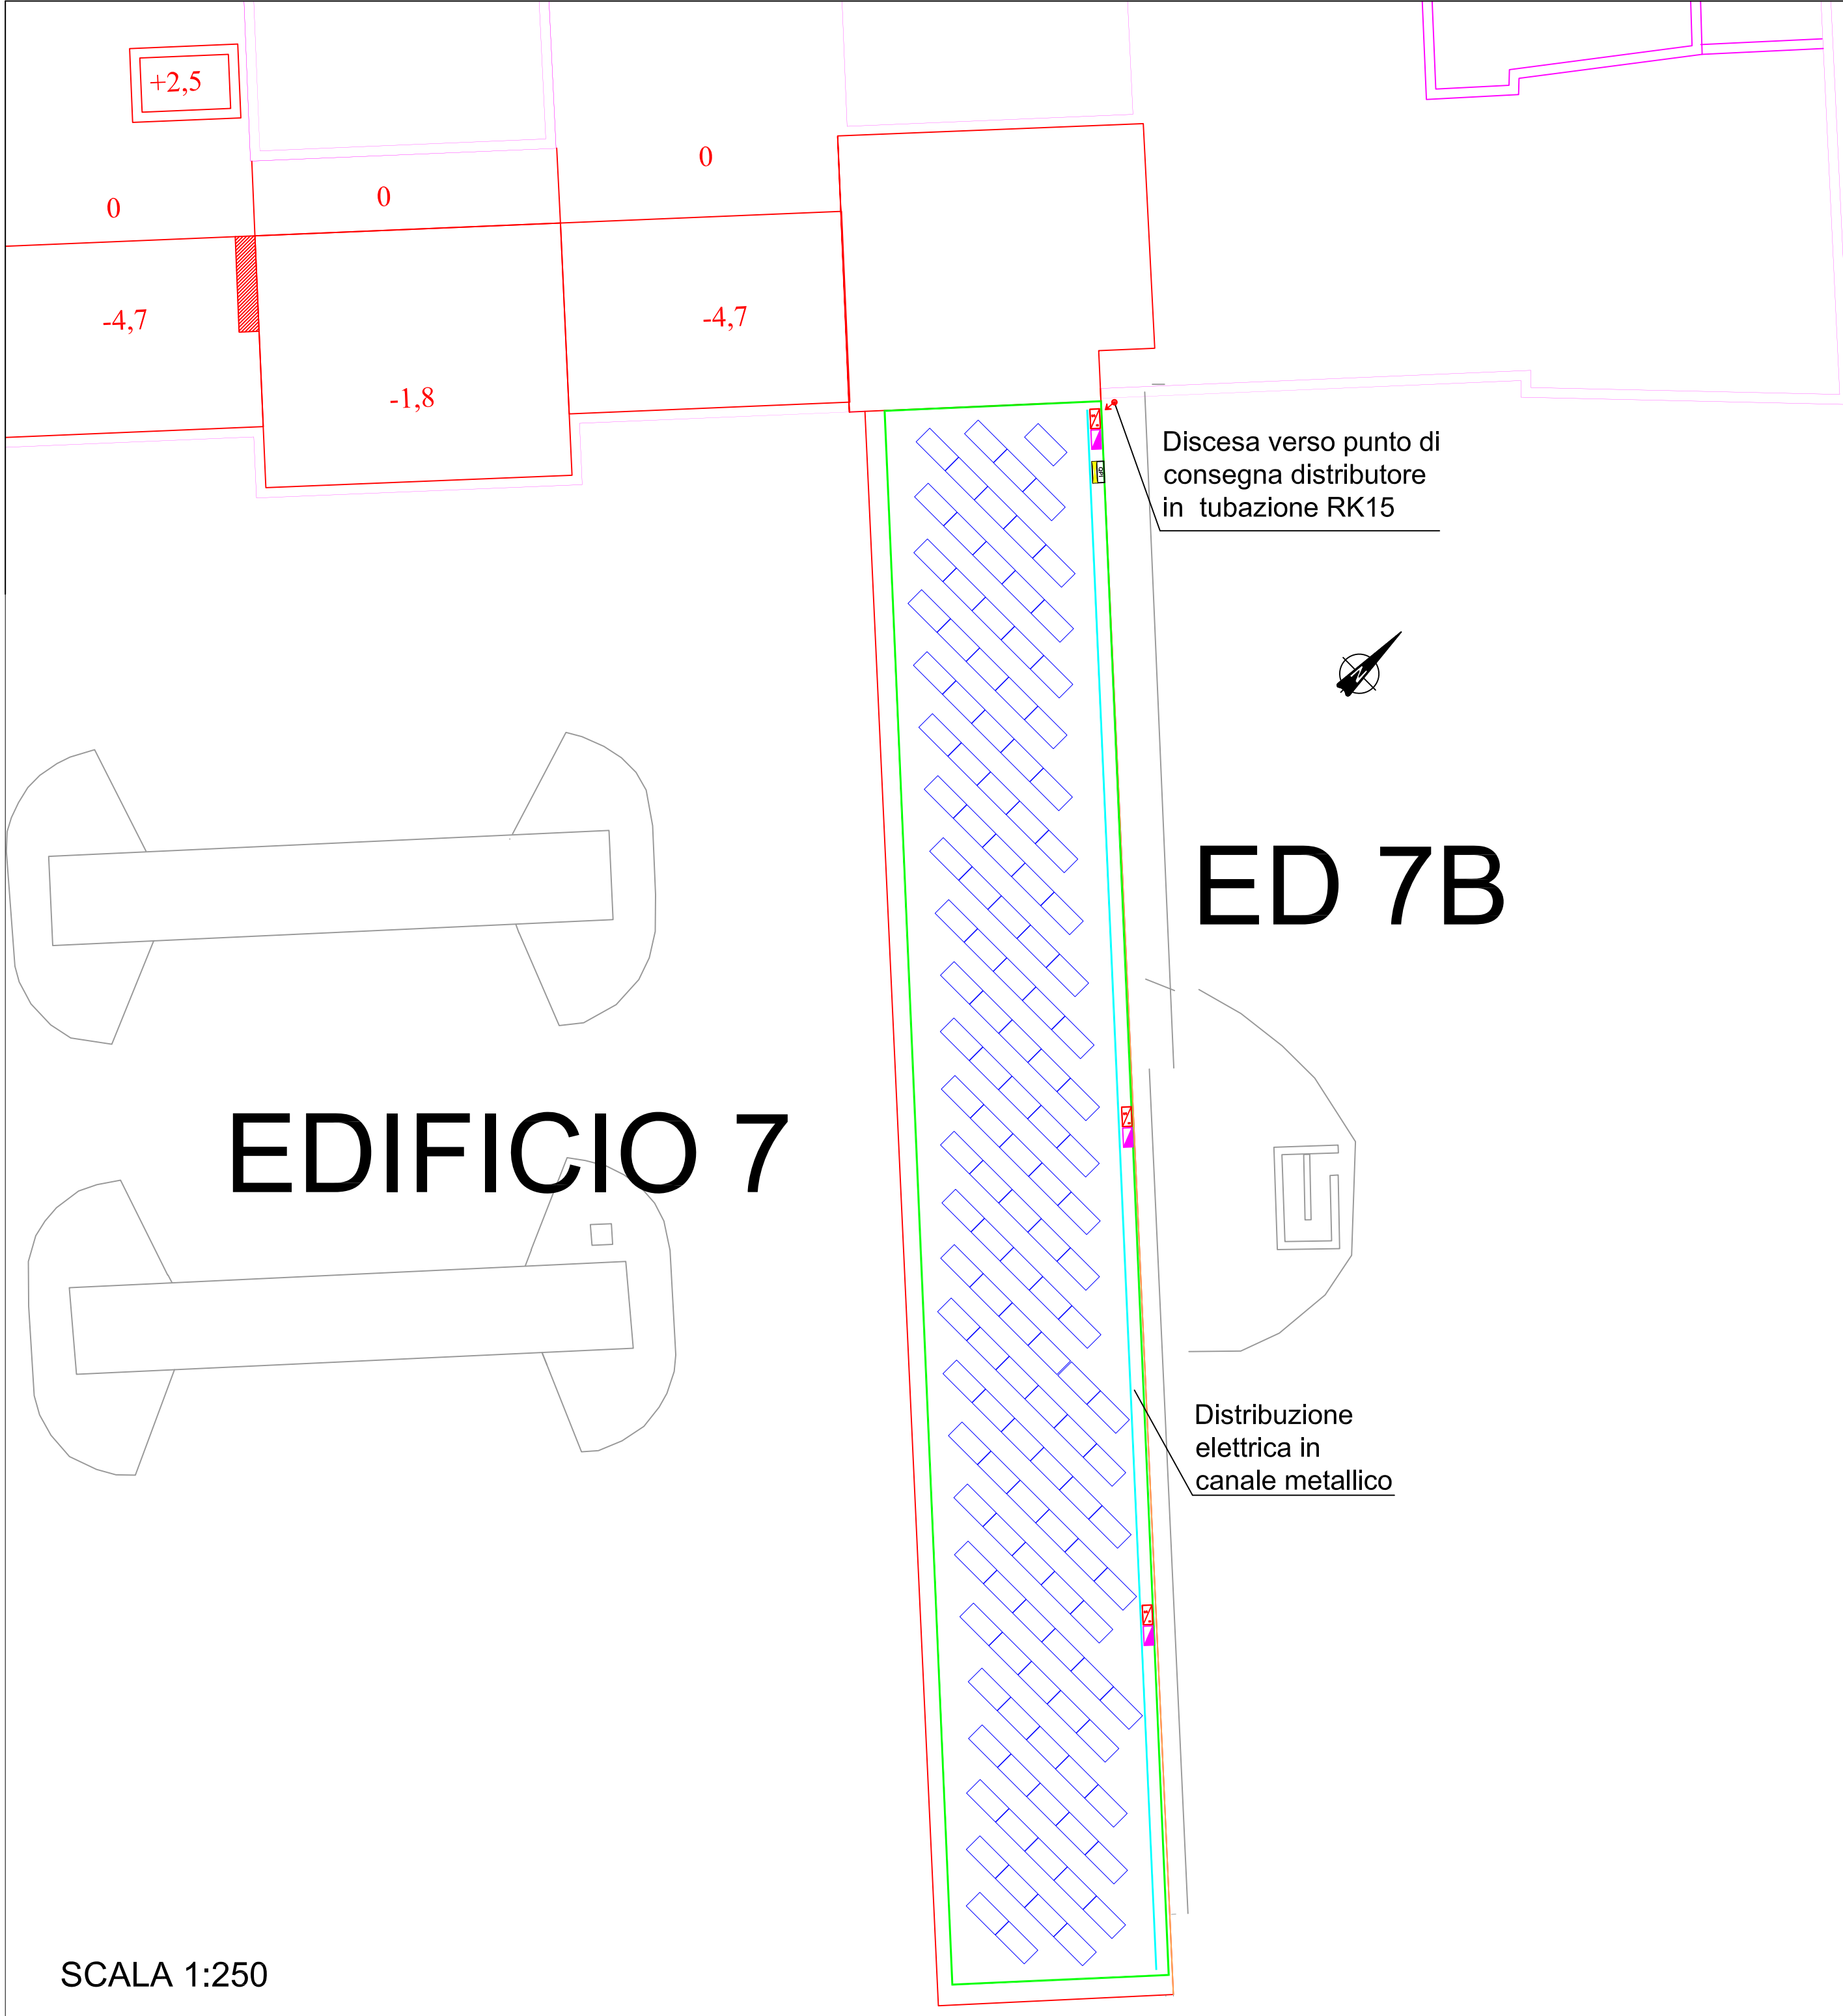 +2,5
0
0
0
-4,7
-4,7
-1,8
Discesa verso punto di
consegna distributore
in tubazione RK15
ED 7B
EDIFICIO 7
Distribuzione
elettrica in
canale metallico
SCALA 1:250